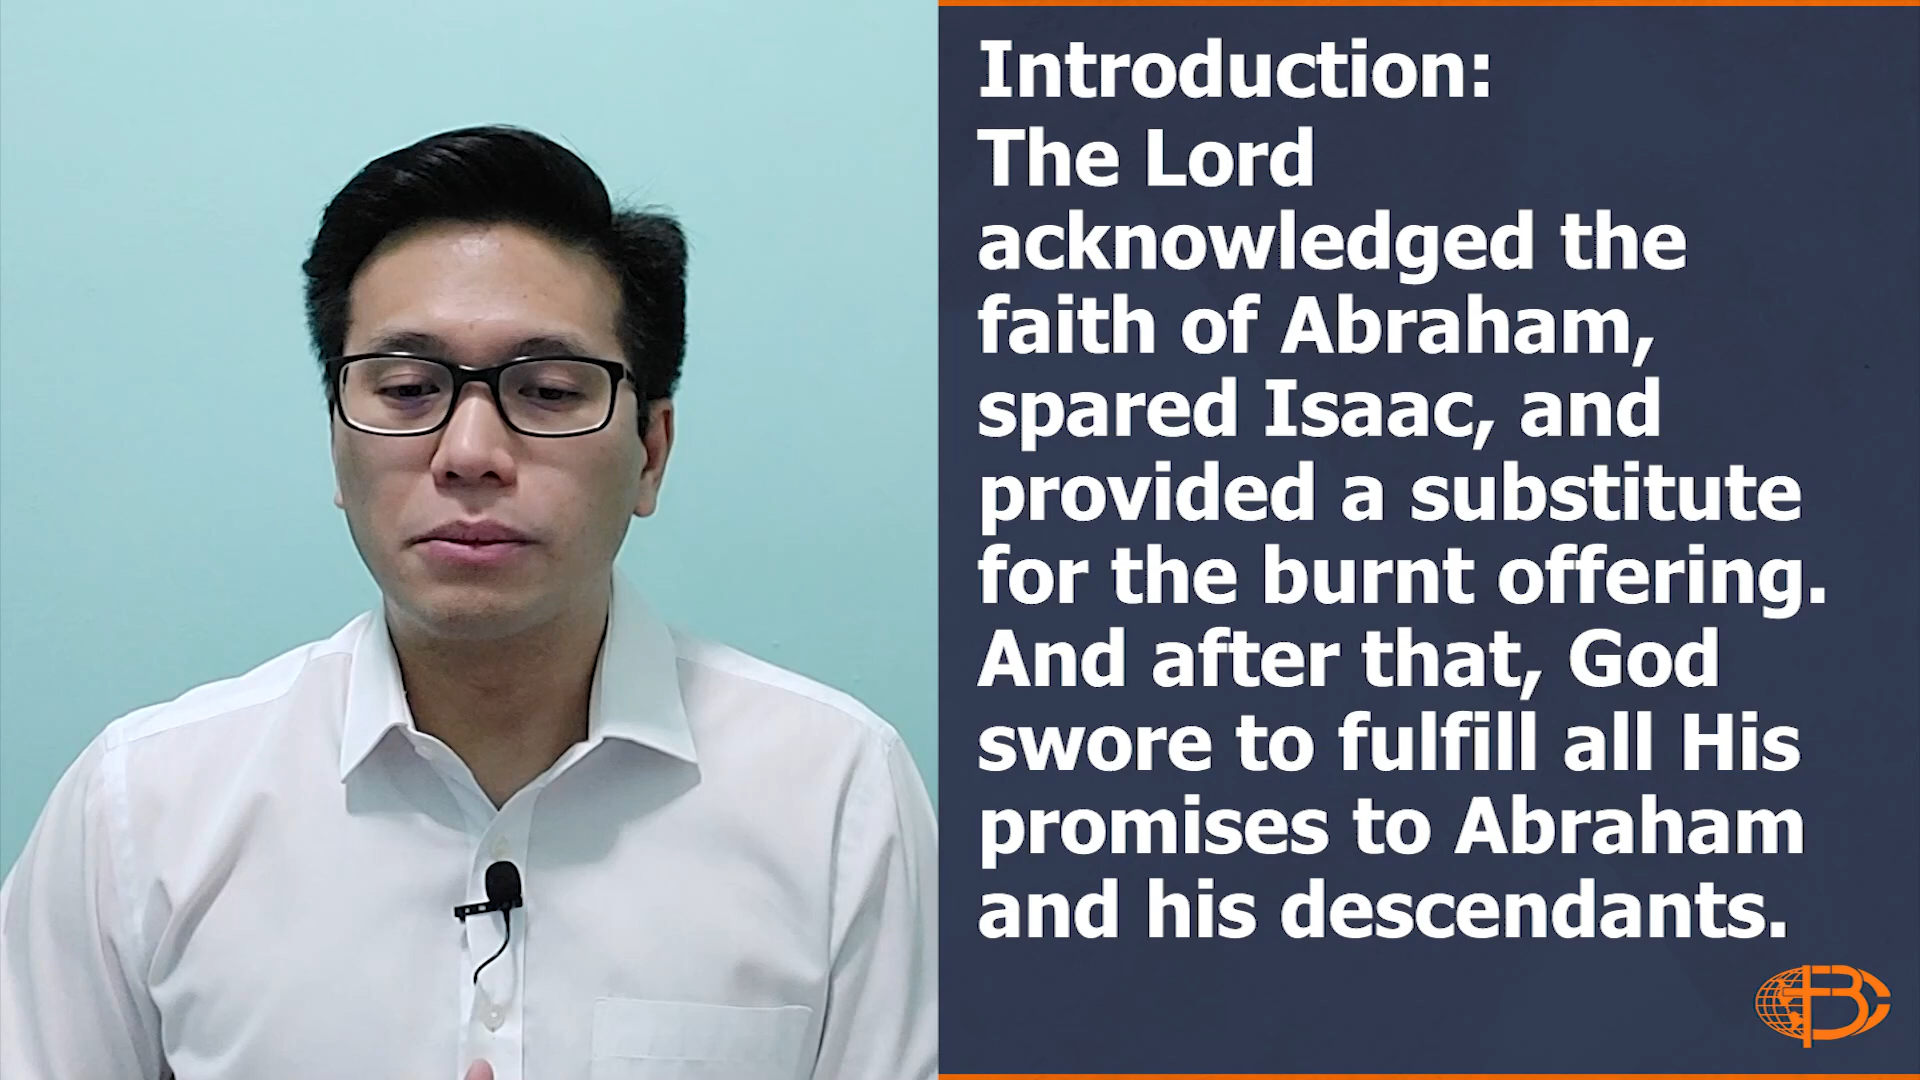 Introduction:
The Lord
acknowledged the
faith of Abraham,
spared Isaac, and
provided a substitute
for the burnt offering.
And after that, God
swore to fulfill all His
promises to Abraham
and his descendants.
BC